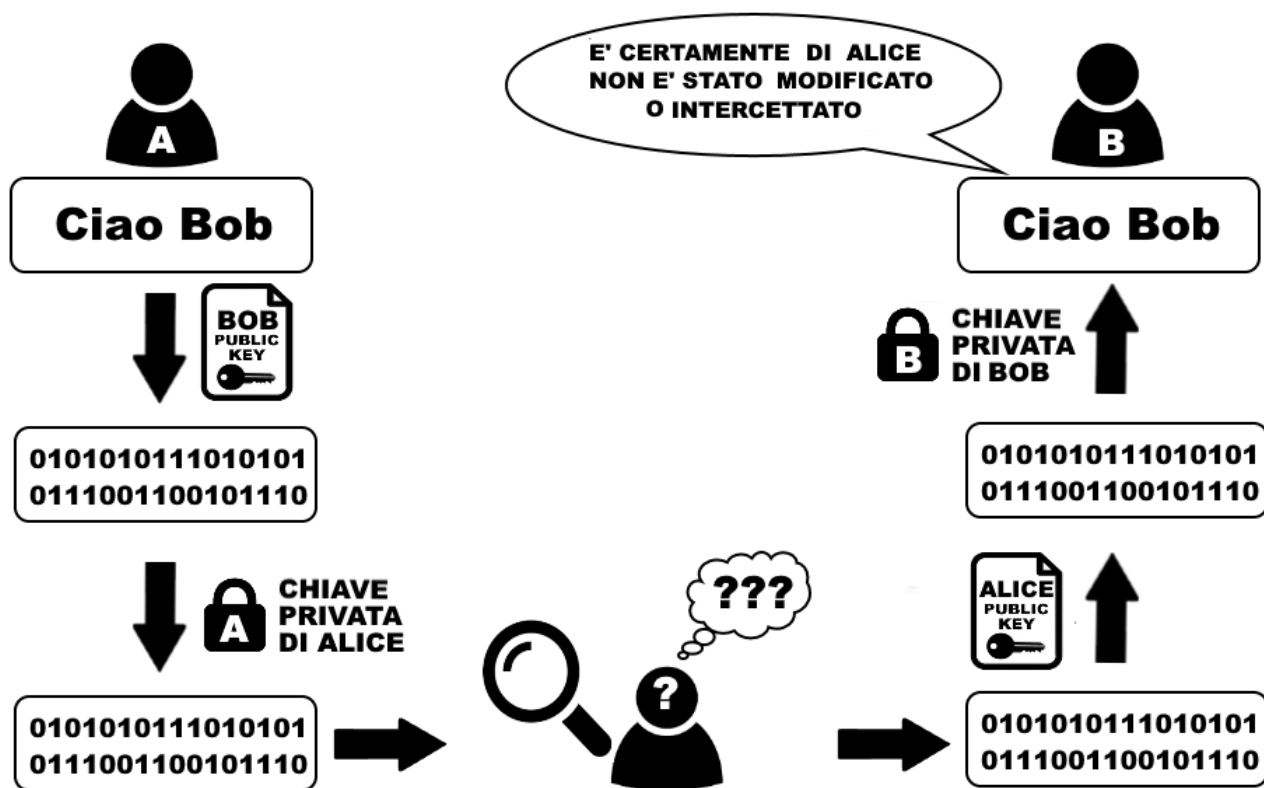 E' CERTAMENTE DI ALICE
NON E' STATO MODIFICATO
O INTERCETTATO
A
B
Ciao Bob
Ciao Bob
BOB
PUBLIC
KEY
B
CHIAVE
PRIVATA
DI BOB
0101010111010101
0111001100101110
0101010111010101
0111001100101110
A
CHIAVE
PRIVATA
DI ALICE
???
?
ALICE
PUBLIC
KEY
0101010111010101
0111001100101110
0101010111010101
0111001100101110